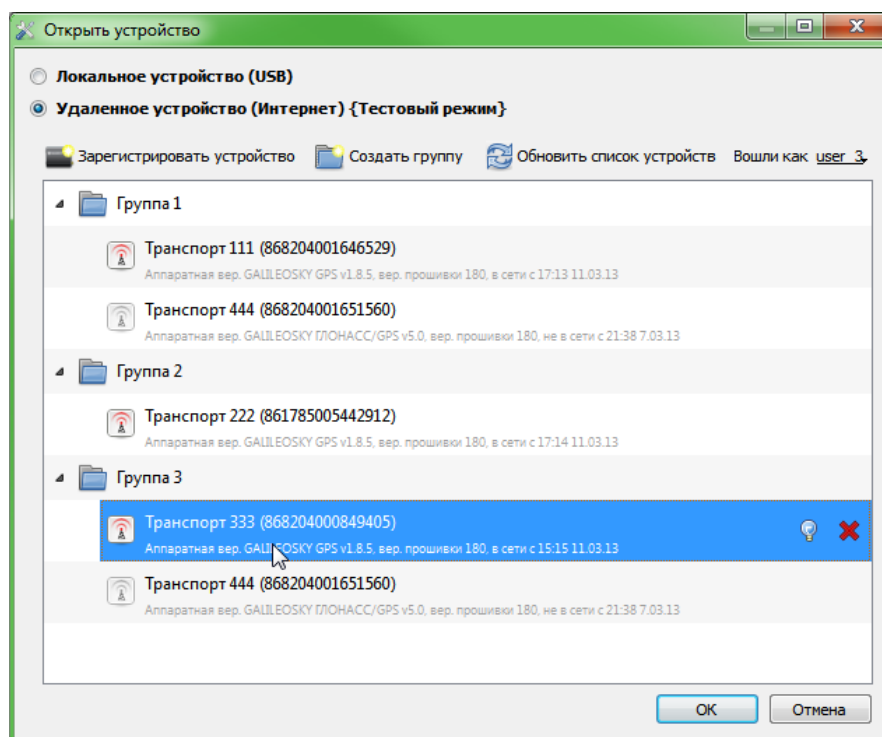 Открыть устройство
Локальное устройство (USB)
Удаленное устройство (Интернет) {Тестовый режим}
Зарегистрировать устройство Создать группу Обновить список устройств Вошли как user_3
Группа 1
Транспорт 111 (868204001646529)
Аппаратная вер. GALILEOSKY GPS v1.8.5, вер. прошивки 180, в сети с 17:13 11.03.13
Транспорт 444 (868204001651560)
Аппаратная вер. GALILEOSKY ГЛОНАСС/GPS v5.0, вер. прошивки 180, не в сети с 21:38 7.03.13
Группа 2
Транспорт 222 (861785005442912)
Аппаратная вер. GALILEOSKY GPS v1.8.5, вер. прошивки 180, в сети с 17:14 11.03.13
Группа 3
Транспорт 333 (868204000849405)
Аппаратная вер. GALILEOSKY GPS v1.8.5, вер. прошивки 180, в сети с 15:15 11.03.13
Транспорт 444 (868204001651560)
Аппаратная вер. GALILEOSKY ГЛОНАСС/GPS v5.0, вер. прошивки 180, не в сети с 21:38 7.03.13
ОК Отмена